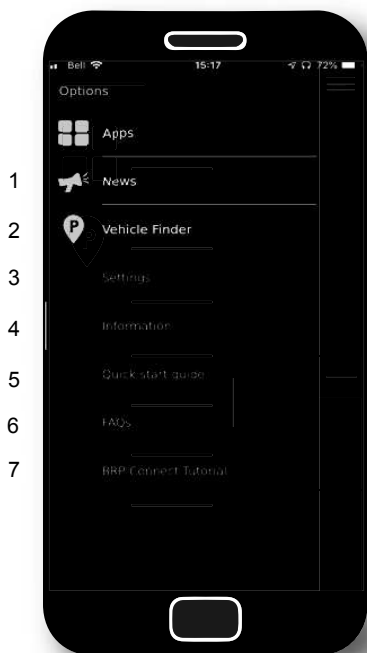 Bell 15:17 72%
Options
Apps
1 News
2 P Vehicle Finder
3 Settings
4 Information
5 Quick start guide
6 FAQs
7 BRP Connect Tutorial